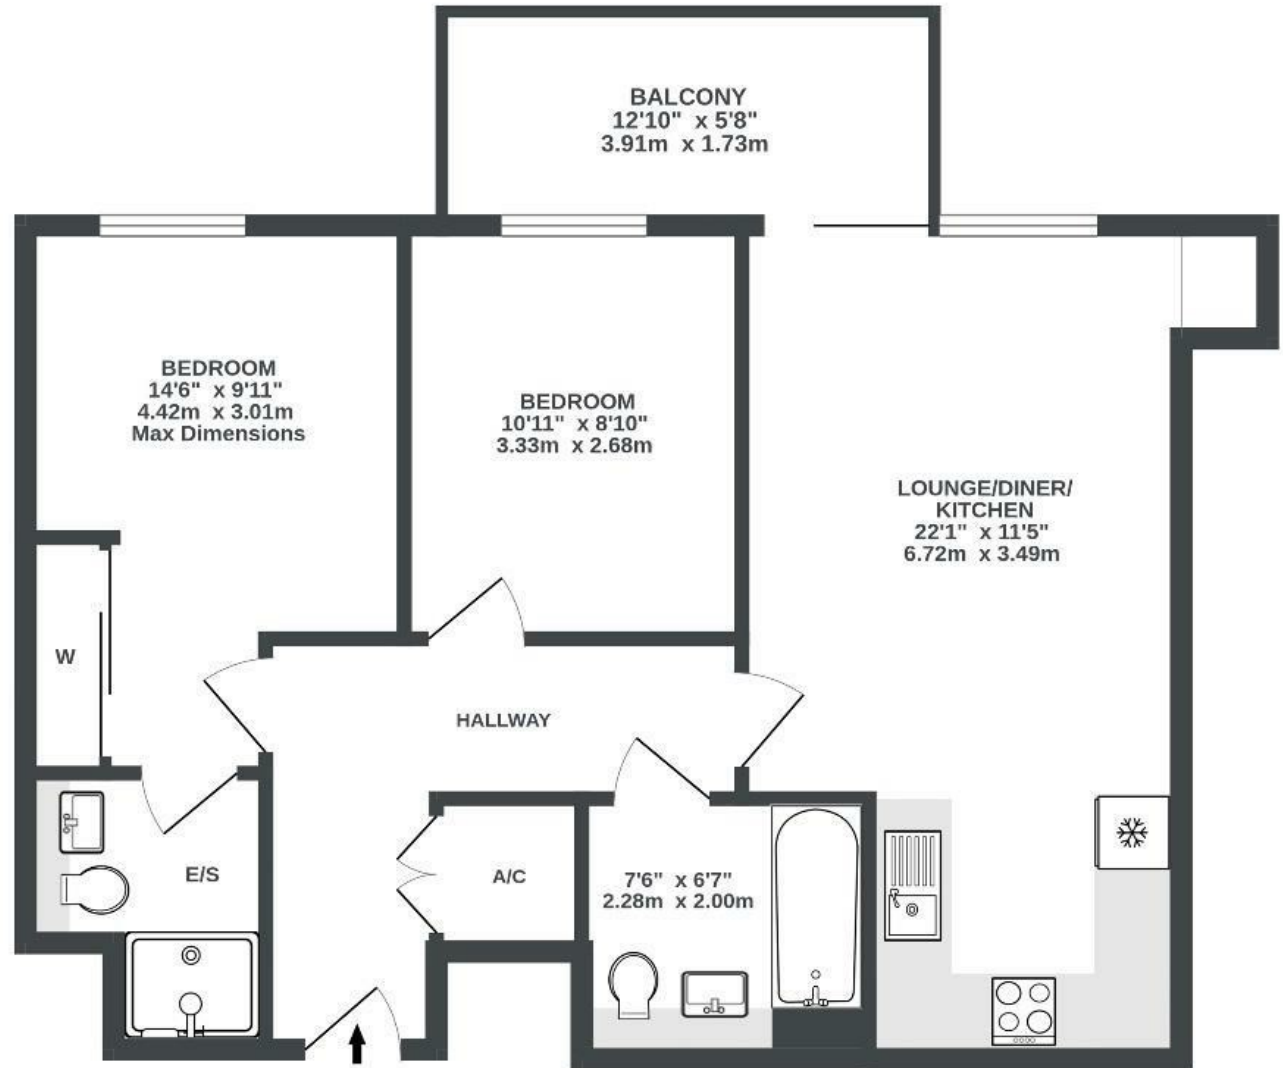 BALCONY
12'10" x 5'8"
3.91m x 1.73m
BEDROOM
14'6" x 9'11"
4.42m x 3.01m
Max Dimensions
BEDROOM
10'11" x 8'10"
3.33m x 2.68m
LOUNGE/DINER/
KITCHEN
22'1" x 11'5"
6.72m x 3.49m
W
HALLWAY
E/S
A/C
7'6" x 6'7"
2.28m x 2.00m